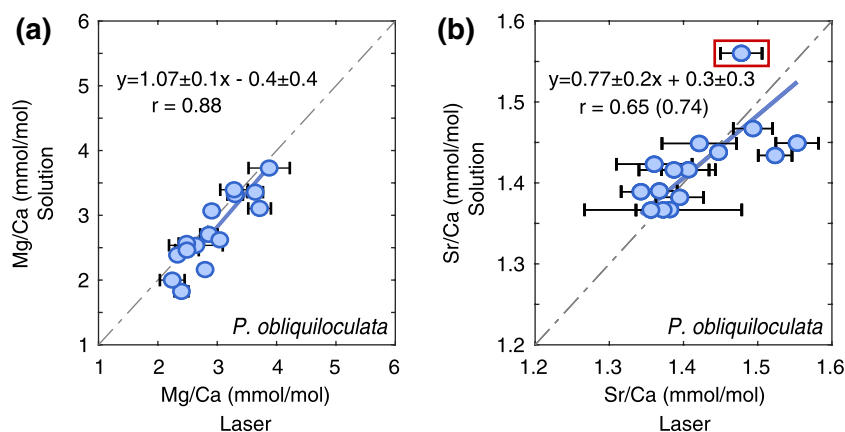 (a)
6
5
4
3
2
1
Mg/Ca (mmol/mol)
Solution
y=1.07±0.1x - 0.4±0.4
r = 0.88
P. obliquiloculata
1 2 3 4 5 6
Mg/Ca (mmol/mol)
Laser
(b)
1.6
1.5
1.4
1.3
1.2
Sr/Ca (mmol/mol)
Solution
y=0.77±0.2x + 0.3±0.3
r = 0.65 (0.74)
P. obliquiloculata
1.2 1.3 1.4 1.5 1.6
Sr/Ca (mmol/mol)
Laser